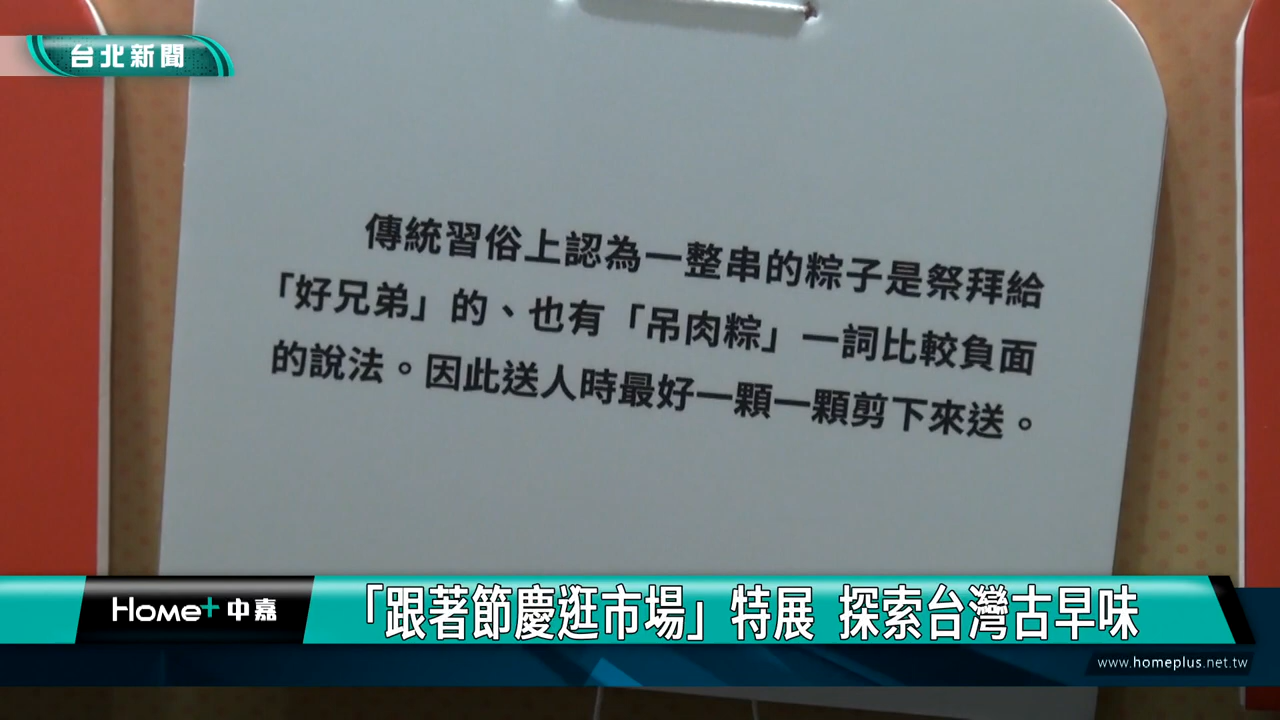 台北新聞
傳統習俗上認為一整串的粽子是祭拜給
「好兄弟」的、也有「吊肉粽」一詞比較負面
的說法。因此送人時最好一顆一顆剪下來送。
Home+中嘉
「跟著節慶逛市場」特展 探索台灣古早味
www.homeplus.net.tw